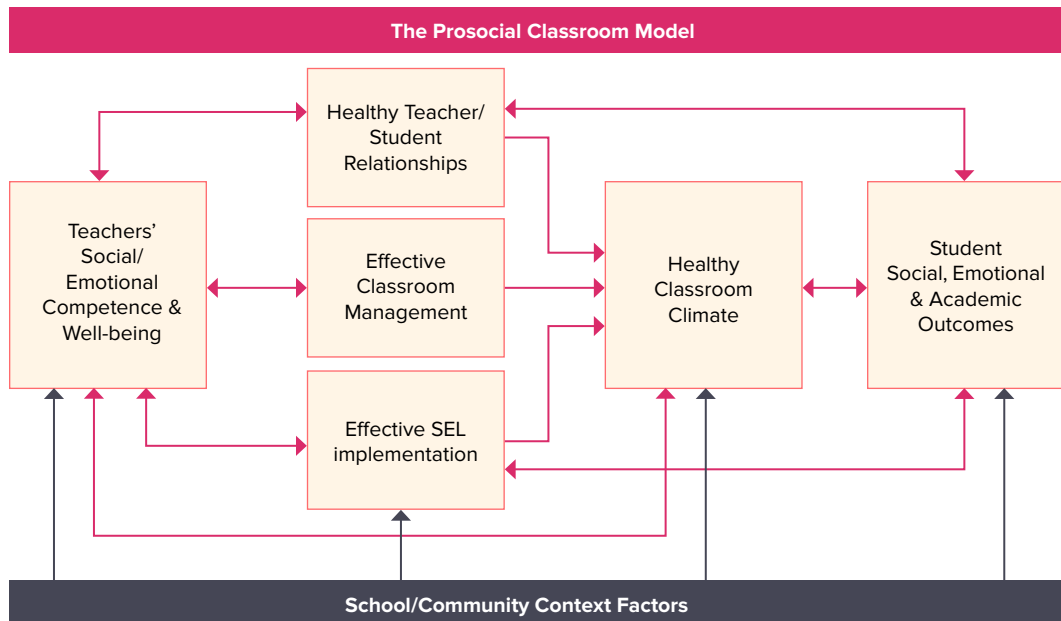 The Prosocial Classroom Model
Healthy Teacher/
Student
Relationships
Teachers’
Social/
Emotional
Competence &
Well-being
Effective
Classroom
Management
Healthy
Classroom
Climate
Student
Social, Emotional
& Academic
Outcomes
Effective SEL
implementation
School/Community Context Factors